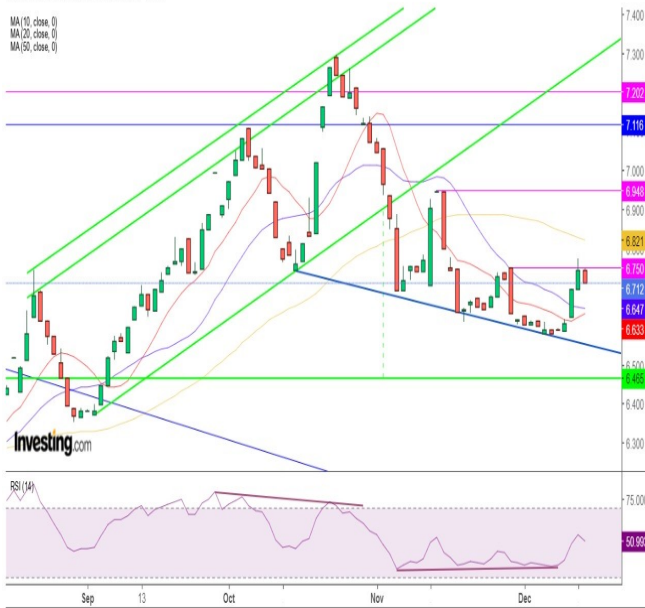 MA (10, close, 0)
MA (20, close, 0)
MA (50, close, 0)
7.400
7.300
7.202
7.116
7.000
6.948
6.900
6.821
6.750
6.712
6.647
6.633
6.500
6.465
6.400
6.300
Investing.com
RSI (14)
75.000
50.993
Sep
13
Oct
Nov
Dec